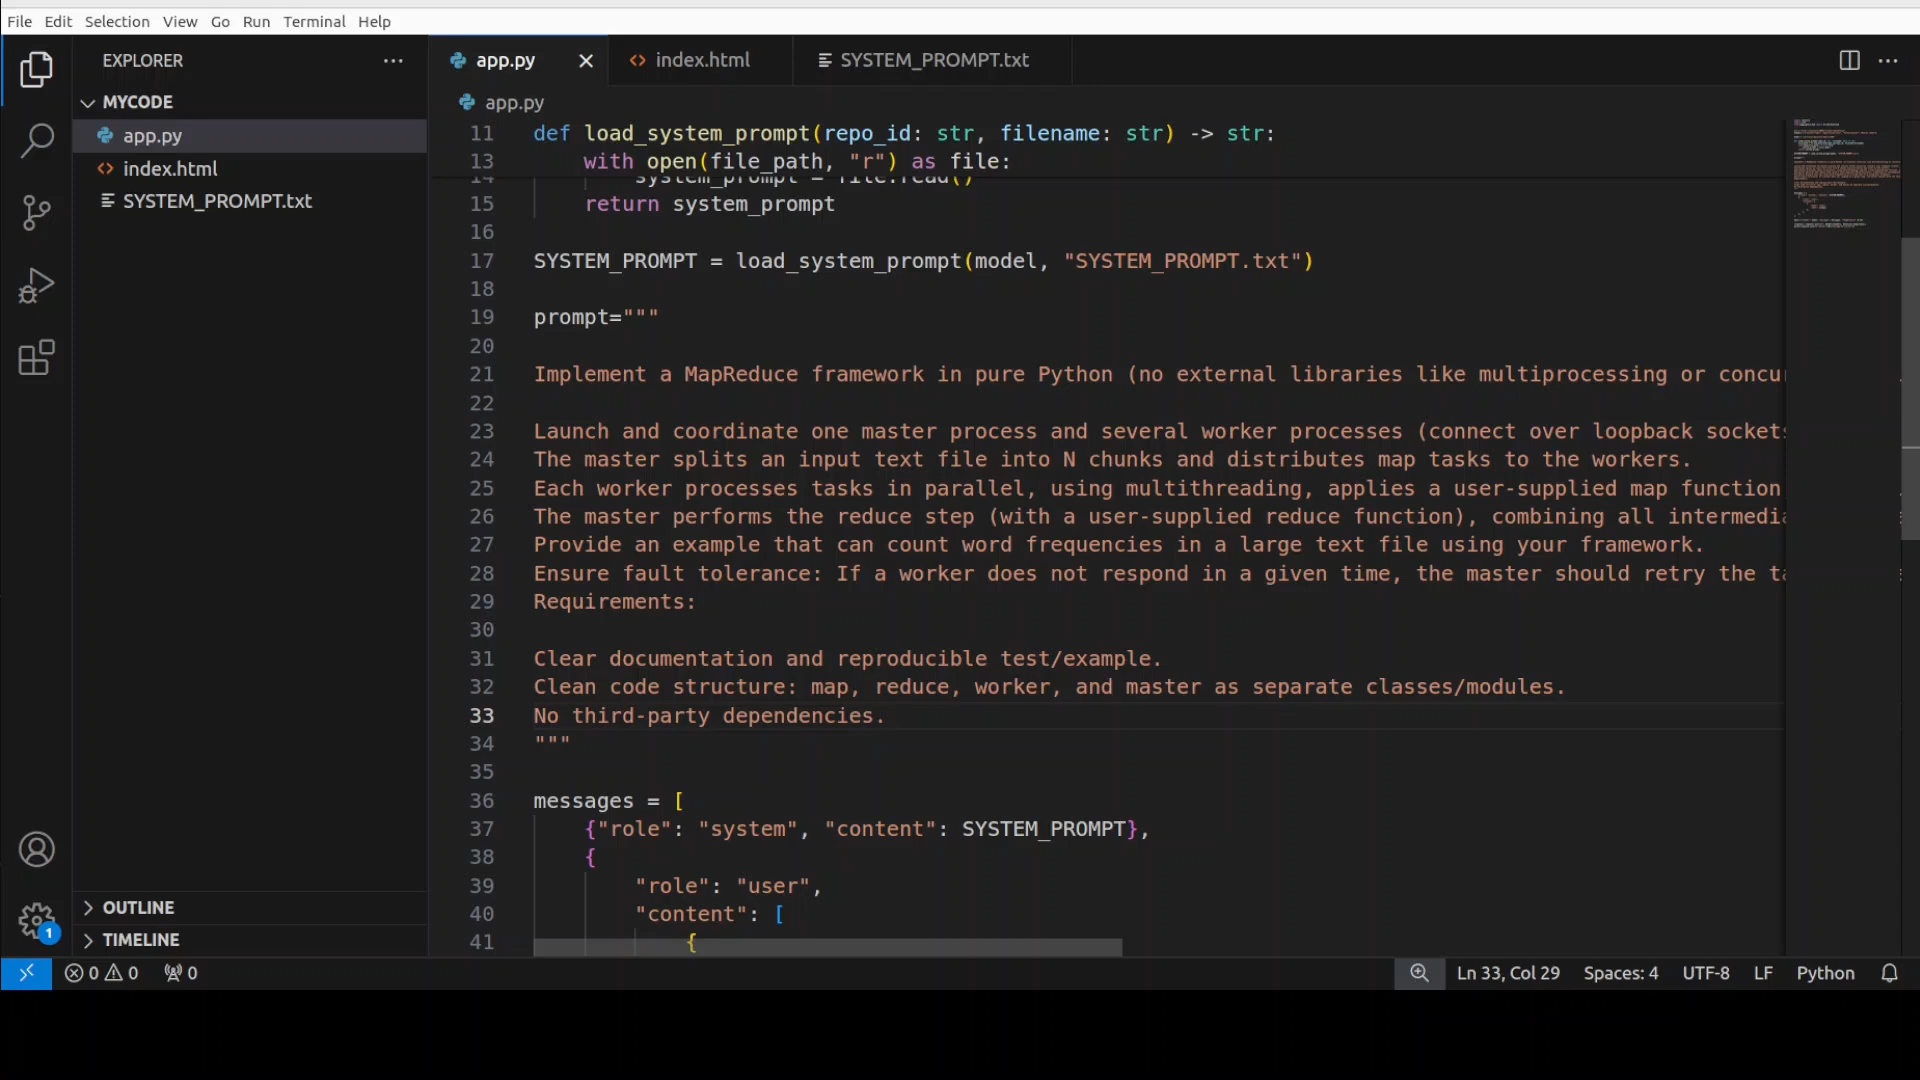 File Edit Selection View Go Run Terminal Help
EXPLORER
MYCODE
app.py
index.html
SYSTEM_PROMPT.txt
OUTLINE
TIMELINE
app.py
index.html
SYSTEM_PROMPT.txt
app.py
11 def load_system_prompt(repo_id: str, filename: str) -> str:
13 with open(file_path, "r") as file:
14 system_prompt = file.read()
15 return system_prompt
16
17 SYSTEM_PROMPT = load_system_prompt(model, "SYSTEM_PROMPT.txt")
18
19 prompt="""
20
21 Implement a MapReduce framework in pure Python (no external libraries like multiprocessing or concu
22
23 Launch and coordinate one master process and several worker processes (connect over loopback sockets
24 The master splits an input text file into N chunks and distributes map tasks to the workers.
25 Each worker processes tasks in parallel, using multithreading, applies a user-supplied map function
26 The master performs the reduce step (with a user-supplied reduce function), combining all intermedia
27 Provide an example that can count word frequencies in a large text file using your framework.
28 Ensure fault tolerance: If a worker does not respond in a given time, the master should retry the ta
29 Requirements:
30
31 Clear documentation and reproducible test/example.
32 Clean code structure: map, reduce, worker, and master as separate classes/modules.
33 No third-party dependencies.
34 """
35
36 messages = [
37 {"role": "system", "content": SYSTEM_PROMPT},
38 {
39 "role": "user",
40 "content": [
41 {
1
0 0 0
Ln 33, Col 29 Spaces: 4 UTF-8 LF Python